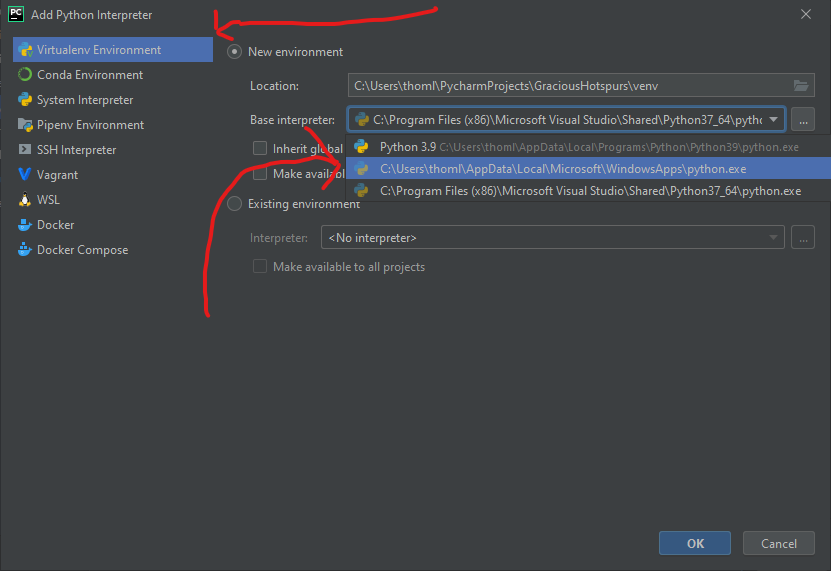 PC Add Python Interpreter
Virtualenv Environment
Conda Environment
System Interpreter
Pipenv Environment
SSH Interpreter
Vagrant
WSL
Docker
Docker Compose
New environment
Location: C:\Users\thoml\PycharmProjects\GraciousHotspurs\venv
Base interpreter: C:\Program Files (x86)\Microsoft Visual Studio\Shared\Python37_64\pytho ...
Python 3.9 C:\Users\thoml\AppData\Local\Programs\Python\Python39\python.exe
C:\Users\thoml\AppData\Local\Microsoft\WindowsApps\python.exe
C:\Program Files (x86)\Microsoft Visual Studio\Shared\Python37_64\python.exe
Inherit global
Make availabl
Existing environment
Interpreter: <No interpreter> ...
Make available to all projects
OK Cancel